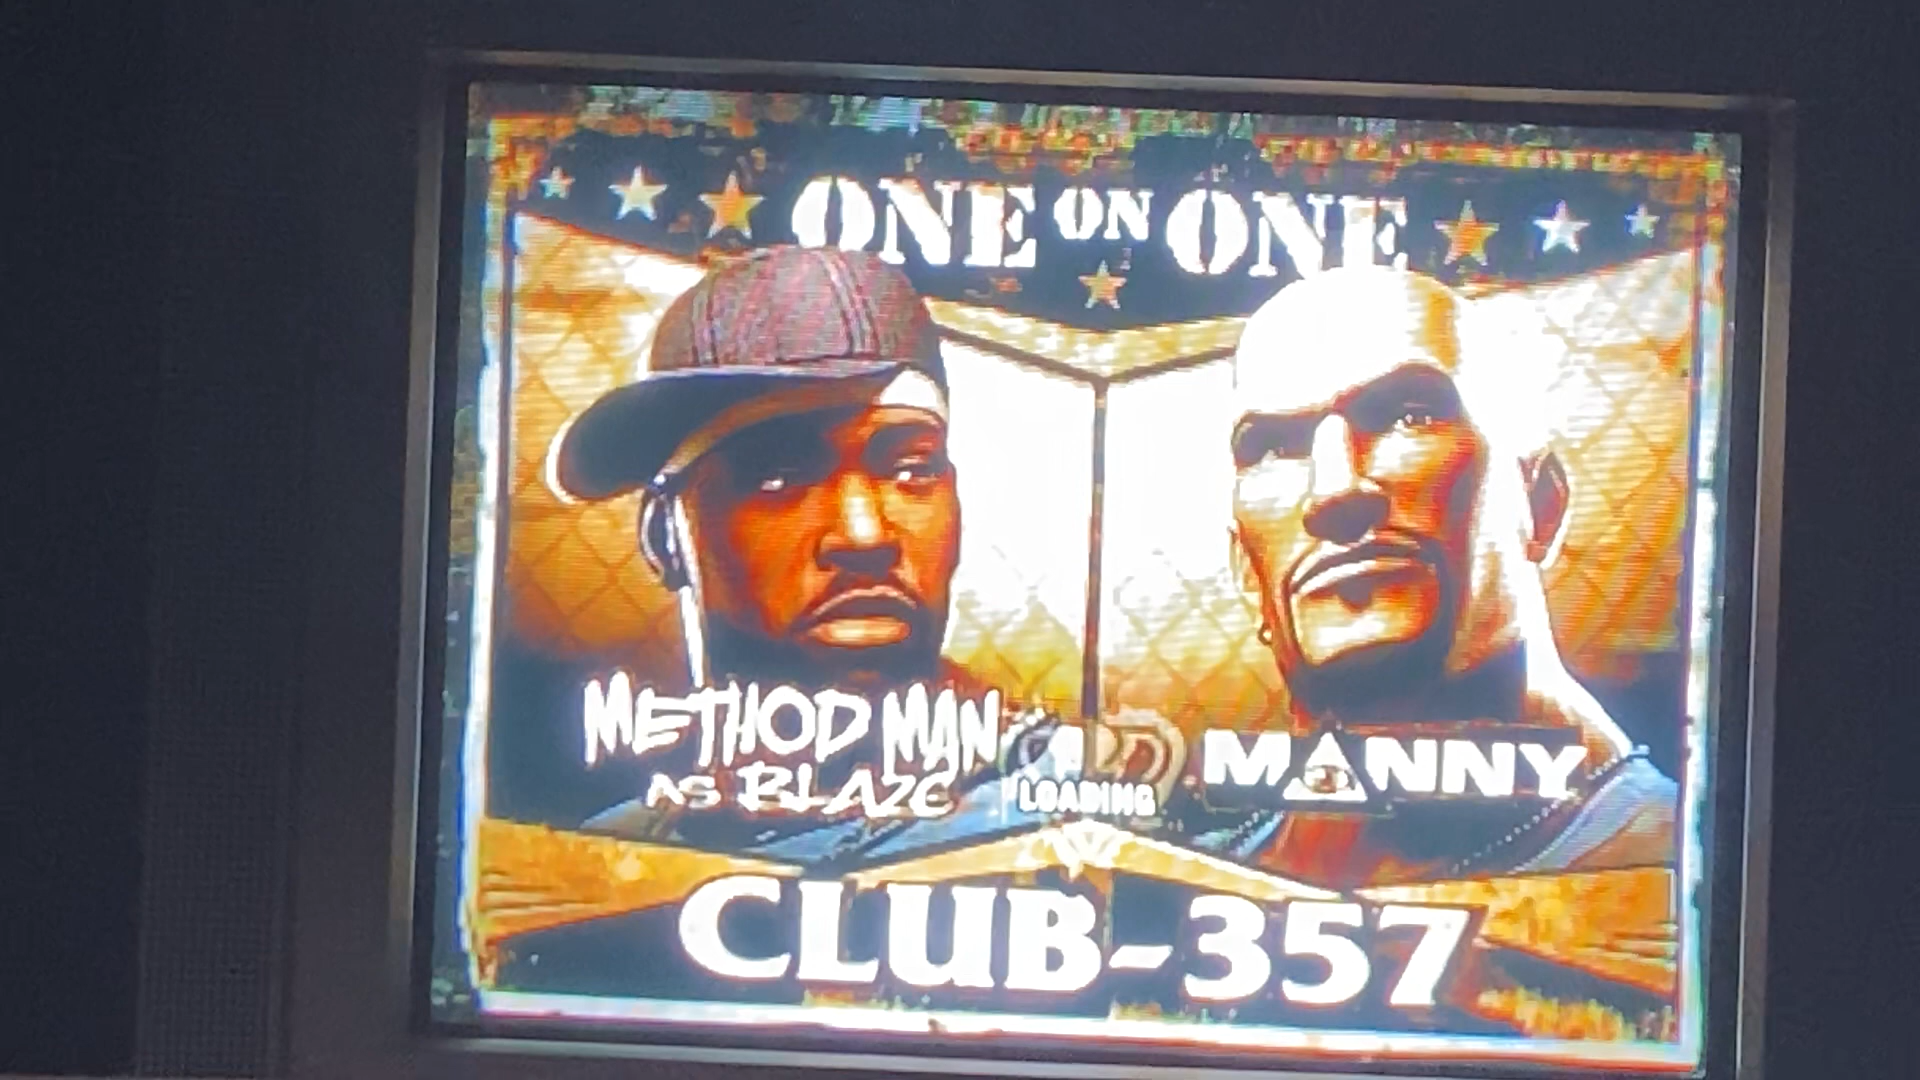 ONE ON ONE
METHOD MAN
AS BLAZE
LOADING
MANNY
CLUB-357